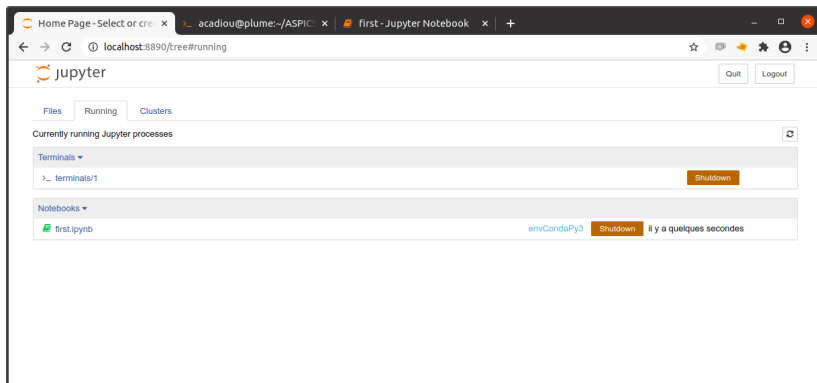 Home Page - Select or cre
acadiou@plume:~/ASPICS
first - Jupyter Notebook
localhost:8890/tree#running
jupyter
Quit
Logout
Files
Running
Clusters
Currently running Jupyter processes
Terminals
>_ terminals/1
Shutdown
Notebooks
first.ipynb
envCondaPy3
Shutdown
il y a quelques secondes